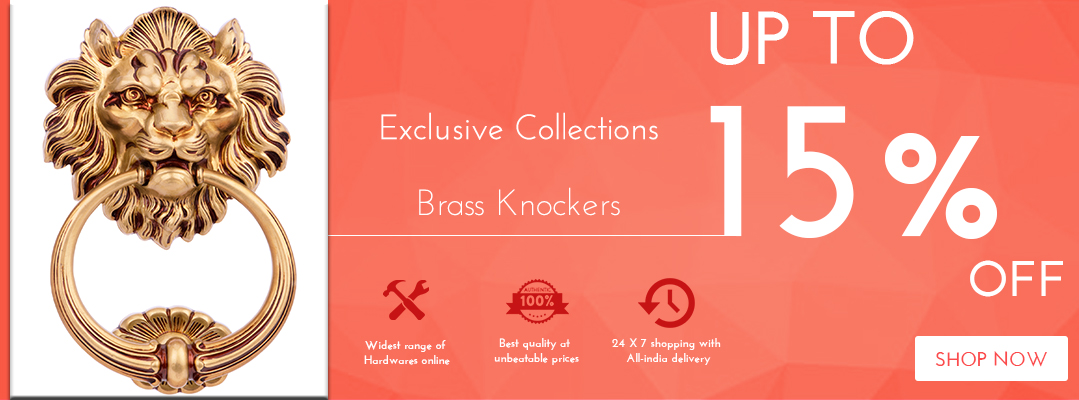 UP TO
15%
OFF
Exclusive Collections
Brass Knockers
AUTHENTIC
100%
Widest range of
Hardwares online
Best quality at
unbeatable prices
24 X 7 shopping with
All-india delivery
SHOP NOW